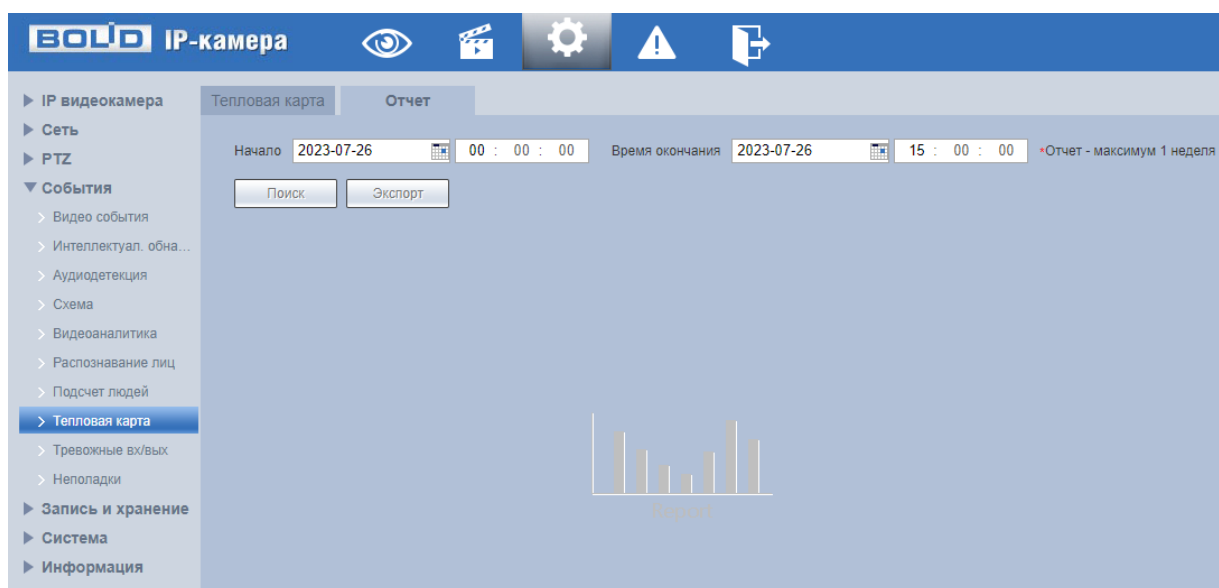 BOLID IP-камера
IP видеокамера
Сеть
PTZ
События
Видео события
Интеллектуал. обна...
Аудиодетекция
Схема
Видеоаналитика
Распознавание лиц
Подсчет людей
Тепловая карта
Тревожные вх/вых
Неполадки
Запись и хранение
Система
Информация
Тепловая карта Отчет
Начало 2023-07-26 00 : 00 : 00 Время окончания 2023-07-26 15 : 00 : 00 *Отчет - максимум 1 неделя
Поиск Экспорт